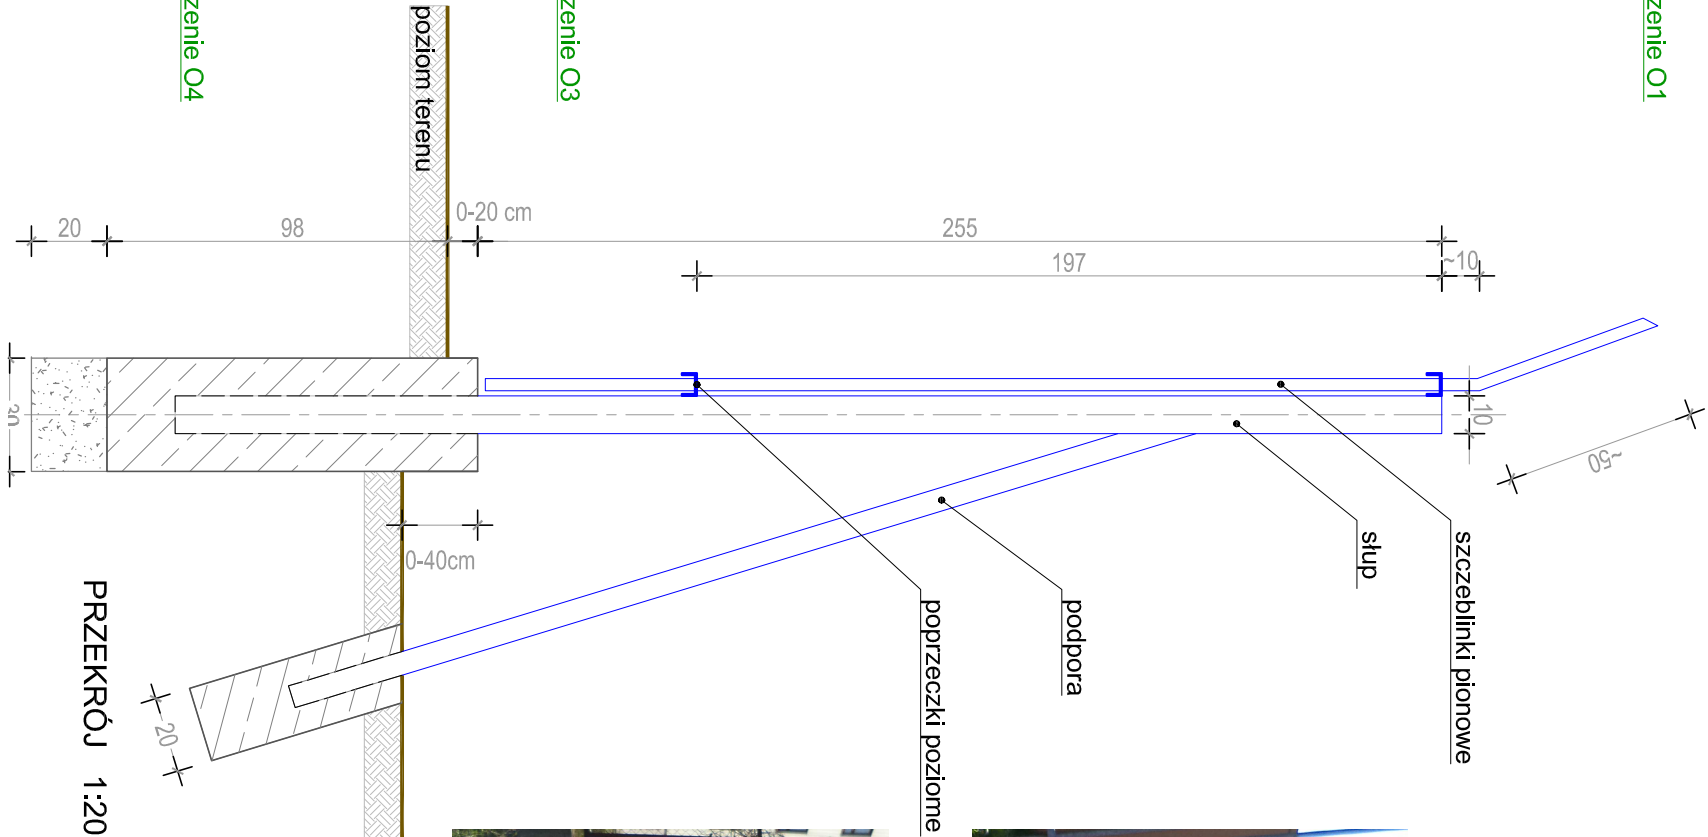 zenie O1
zenie O3
zenie O4
poziom terenu
20
98
0-20 cm
255
197
~10
10
~50
0-40cm
20
szczeblinki pionowe
słup
podpora
poprzeczki poziome
PRZEKRÓJ 1:20